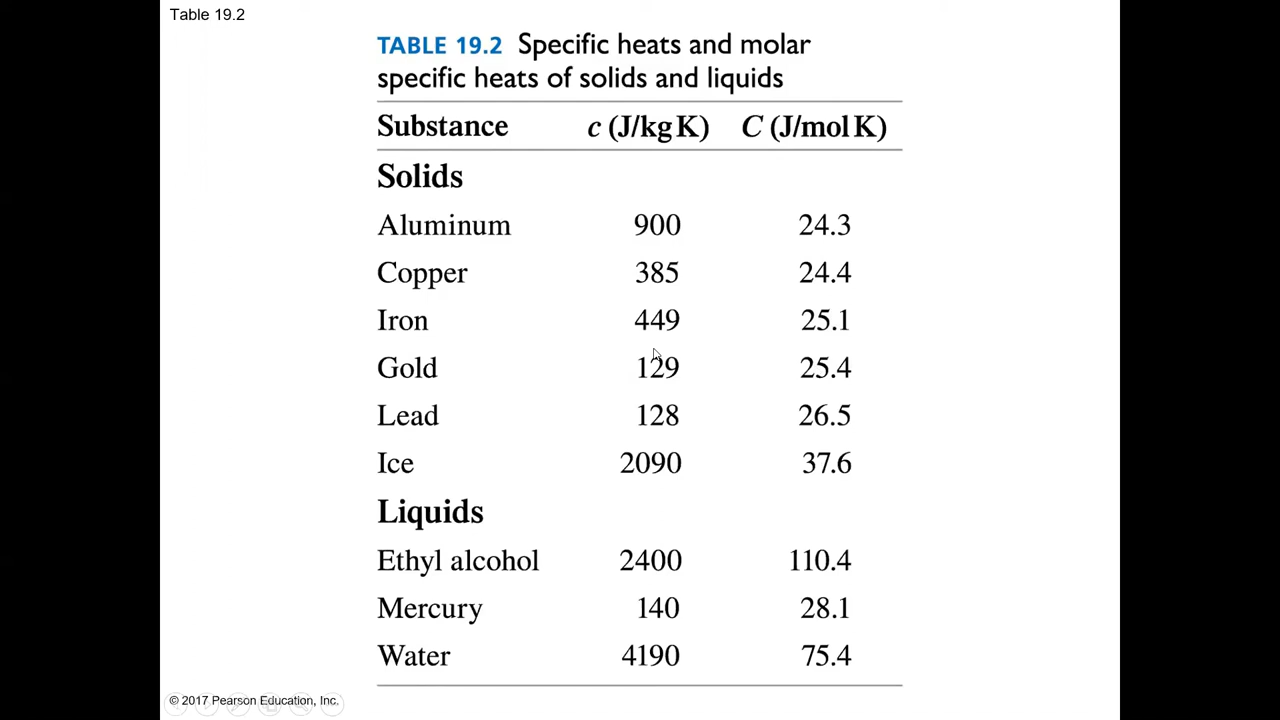 Table 19.2
TABLE 19.2 Specific heats and molar
specific heats of solids and liquids
Substance c (J/kg K) C (J/mol K)
Solids
Aluminum 900 24.3
Copper 385 24.4
Iron 449 25.1
Gold 129 25.4
Lead 128 26.5
Ice 2090 37.6
Liquids
Ethyl alcohol 2400 110.4
Mercury 140 28.1
Water 4190 75.4
© 2017 Pearson Education, Inc.